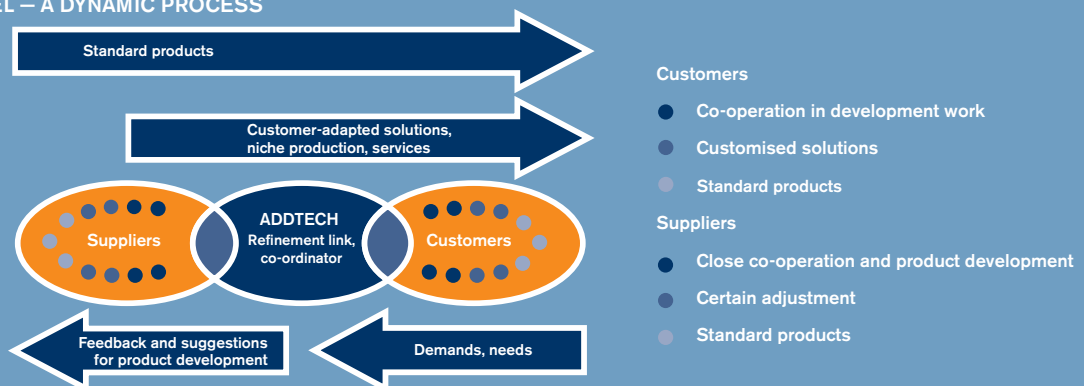 – A DYNAMIC PROCESS
Standard products
Customer-adapted solutions,
niche production, services
Suppliers
ADDTECH
Refinement link,
co-ordinator
Customers
Feedback and suggestions
for product development
Demands, needs
Customers
Co-operation in development work
Customised solutions
Standard products
Suppliers
Close co-operation and product development
Certain adjustment
Standard products